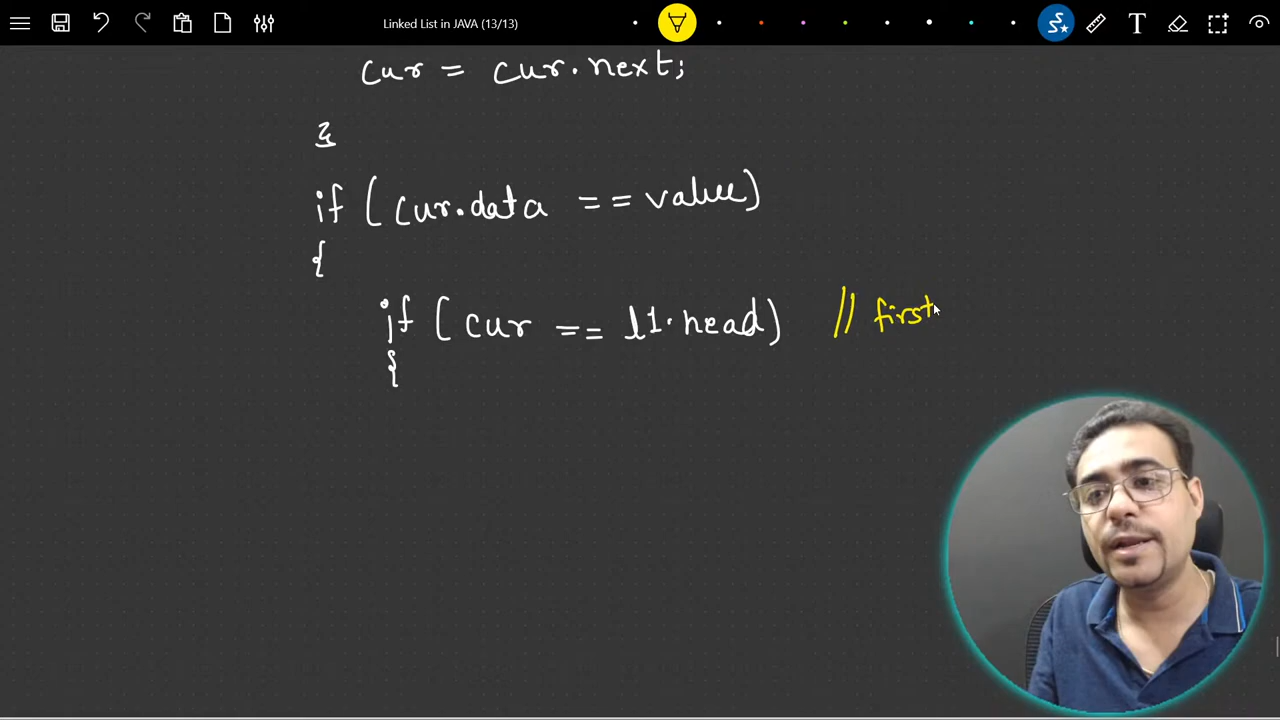 Linked List in JAVA (13/13)
T
cur = cur.next;
}
if (cur.data == value)
{
if (cur == l1.head) // first
{